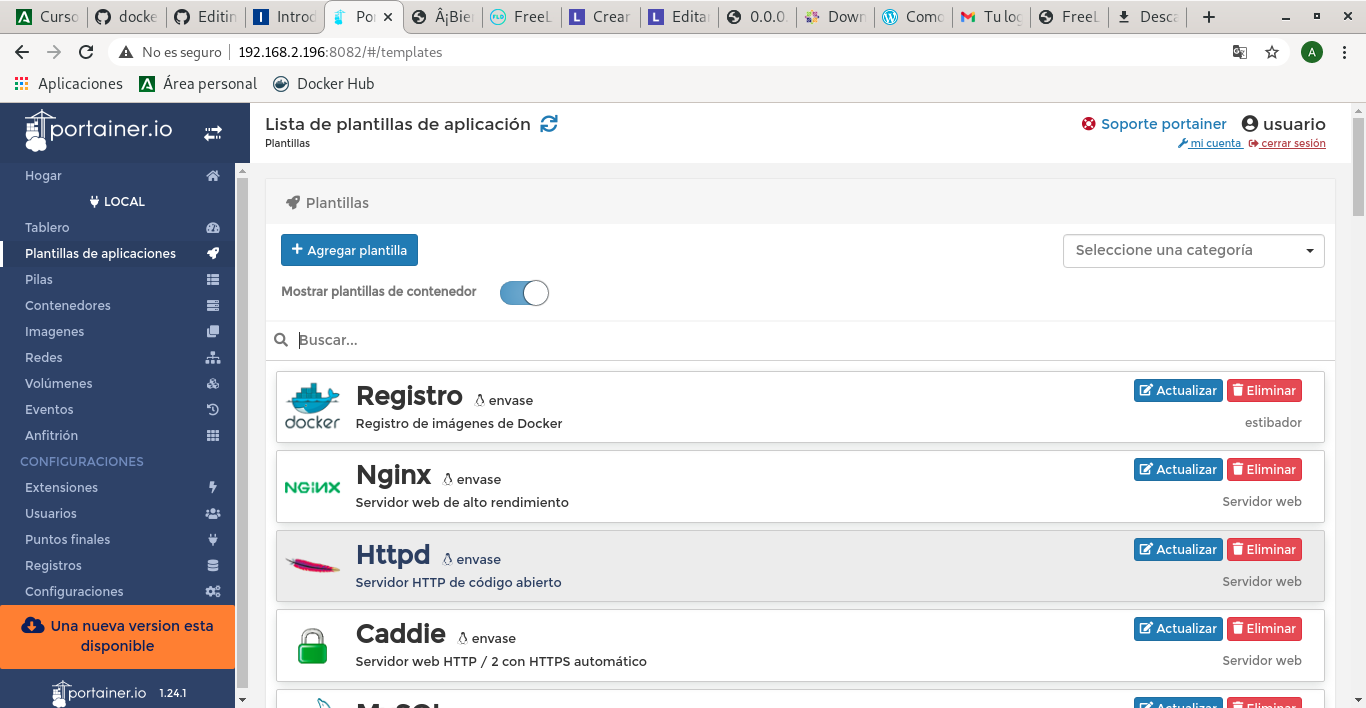 Curso
docke
Editin
Introd
Po
Â¡Bien
FreeL
Crear
Editar
0.0.0.
Down
Como
Tu log
FreeL
Desca
No es seguro
192.168.2.196:8082/#/templates
A
Aplicaciones
Área personal
Docker Hub
portainer.io
Lista de plantillas de aplicación
Plantillas
Soporte portainer
usuario
mi cuenta
cerrar sesión
Hogar
LOCAL
Tablero
Plantillas de aplicaciones
Pilas
Contenedores
Imagenes
Redes
Volúmenes
Eventos
Anfitrión
CONFIGURACIONES
Extensiones
Usuarios
Puntos finales
Registros
Configuraciones
Una nueva version esta
disponible
portainer.io 1.24.1
Plantillas
+ Agregar plantilla
Seleccione una categoría
Mostrar plantillas de contenedor
Buscar...
docker
Registro envase
Registro de imágenes de Docker
Actualizar Eliminar
estibador
NGINX
Nginx envase
Servidor web de alto rendimiento
Actualizar Eliminar
Servidor web
Httpd envase
Servidor HTTP de código abierto
Actualizar Eliminar
Servidor web
Caddie envase
Servidor web HTTP / 2 con HTTPS automático
Actualizar Eliminar
Servidor web
MySQL
Actualizar Eliminar